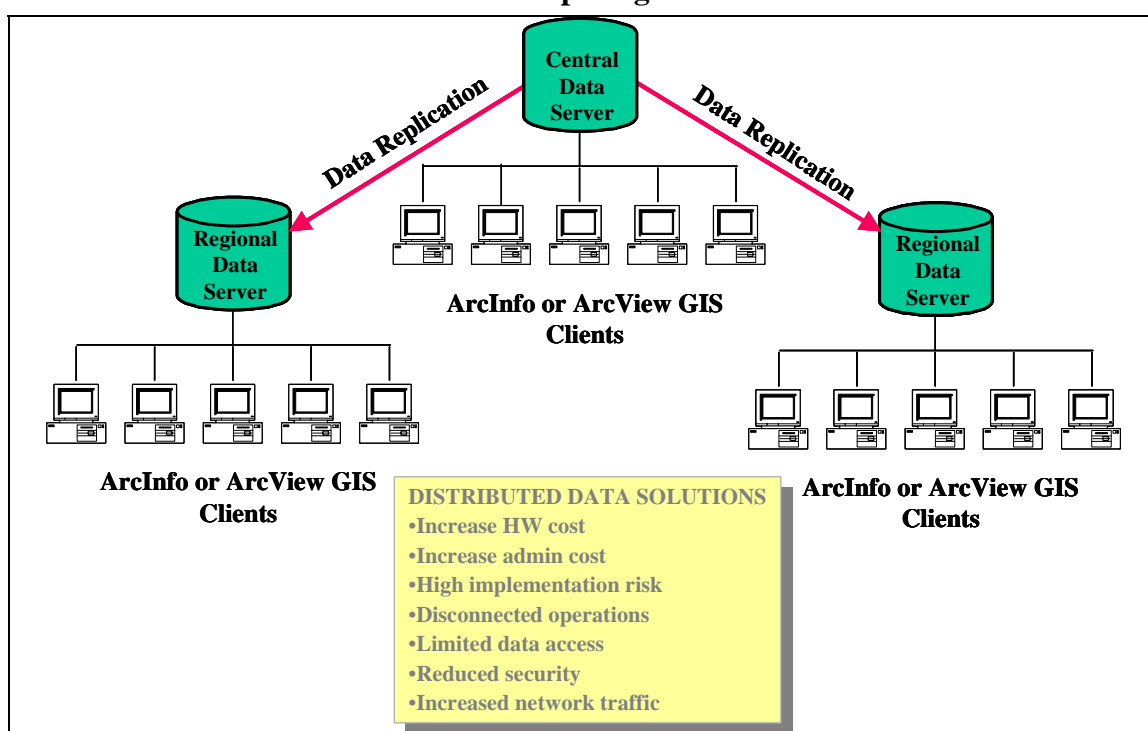 Central
Data
Server
Data Replication
Data Replication
Regional
Data
Server
Regional
Data
Server
ArcInfo or ArcView GIS
Clients
ArcInfo or ArcView GIS
Clients
ArcInfo or ArcView GIS
Clients
DISTRIBUTED DATA SOLUTIONS
•Increase HW cost
•Increase admin cost
•High implementation risk
•Disconnected operations
•Limited data access
•Reduced security
•Increased network traffic